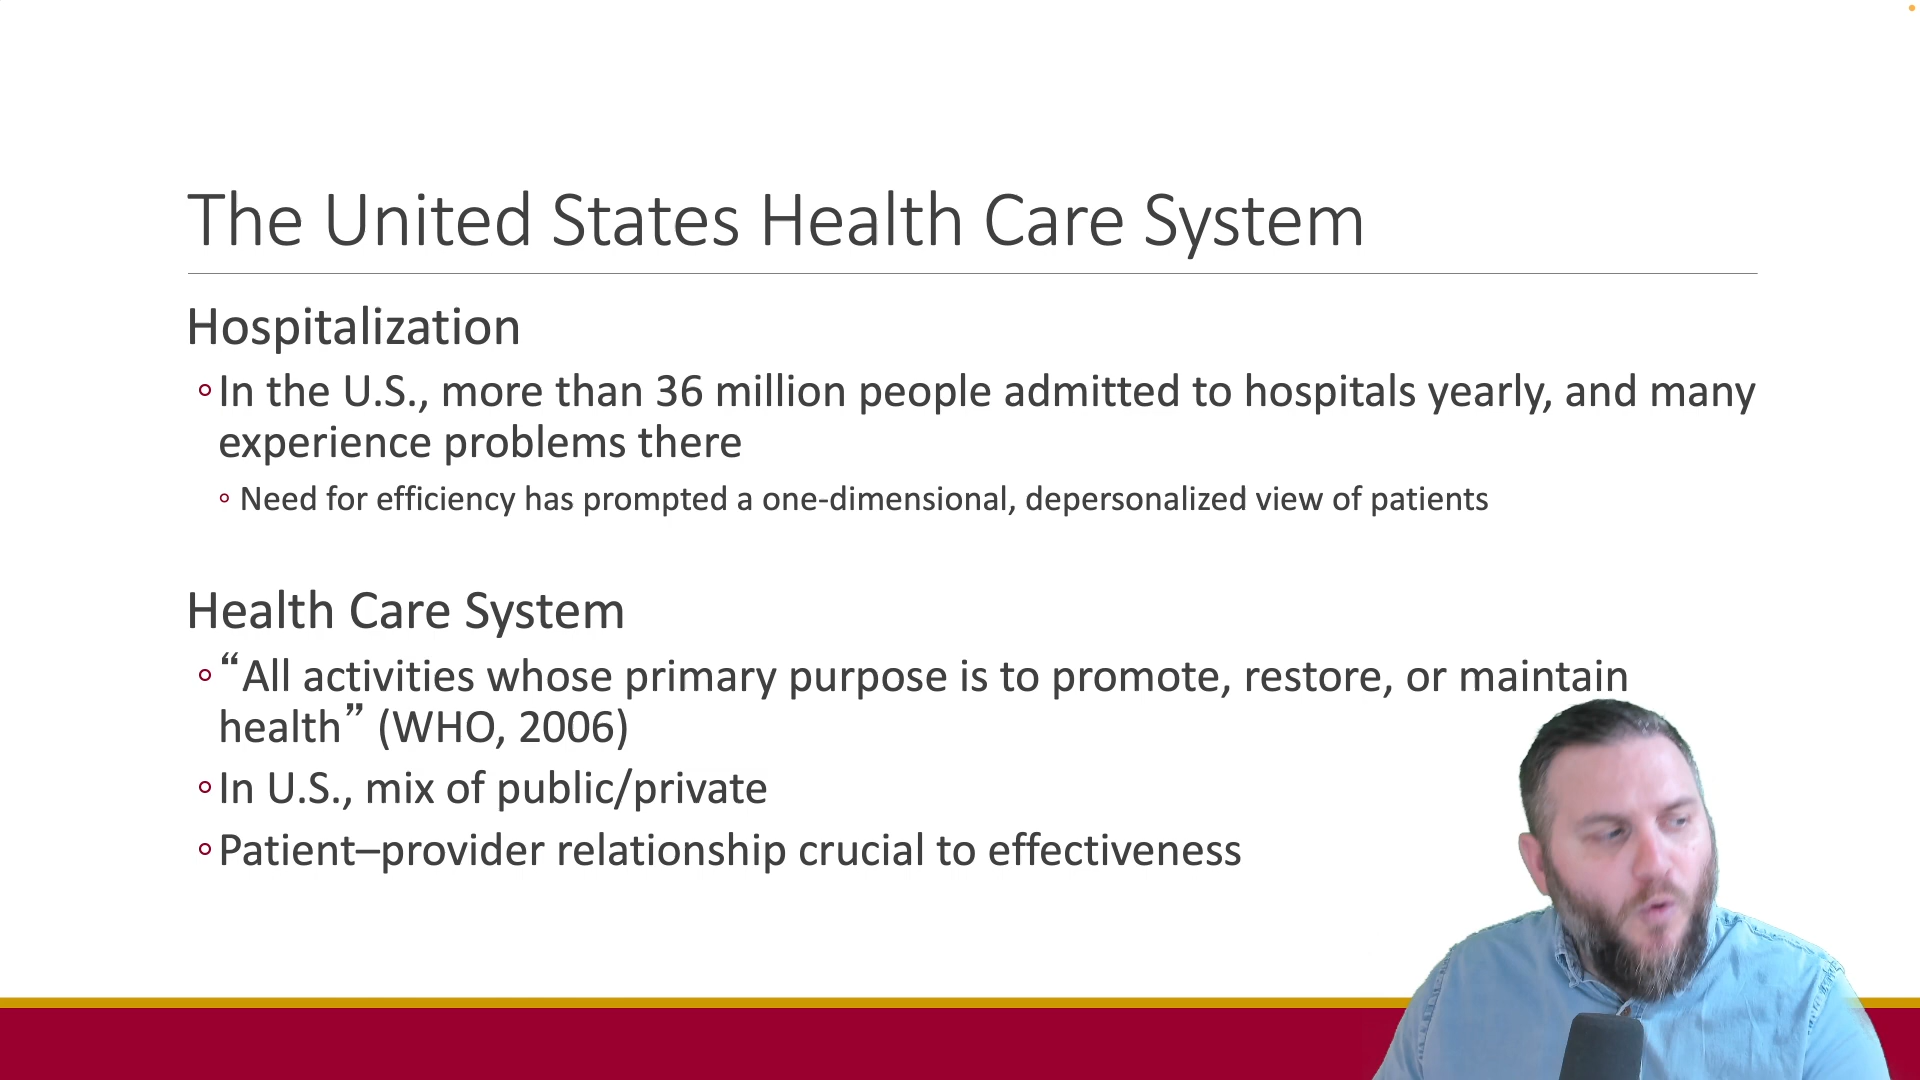 The United States Health Care System
Hospitalization
◦In the U.S., more than 36 million people admitted to hospitals yearly, and many
experience problems there
◦ Need for efficiency has prompted a one-dimensional, depersonalized view of patients
Health Care System
◦“All activities whose primary purpose is to promote, restore, or maintain
health” (WHO, 2006)
◦In U.S., mix of public/private
◦Patient–provider relationship crucial to effectiveness